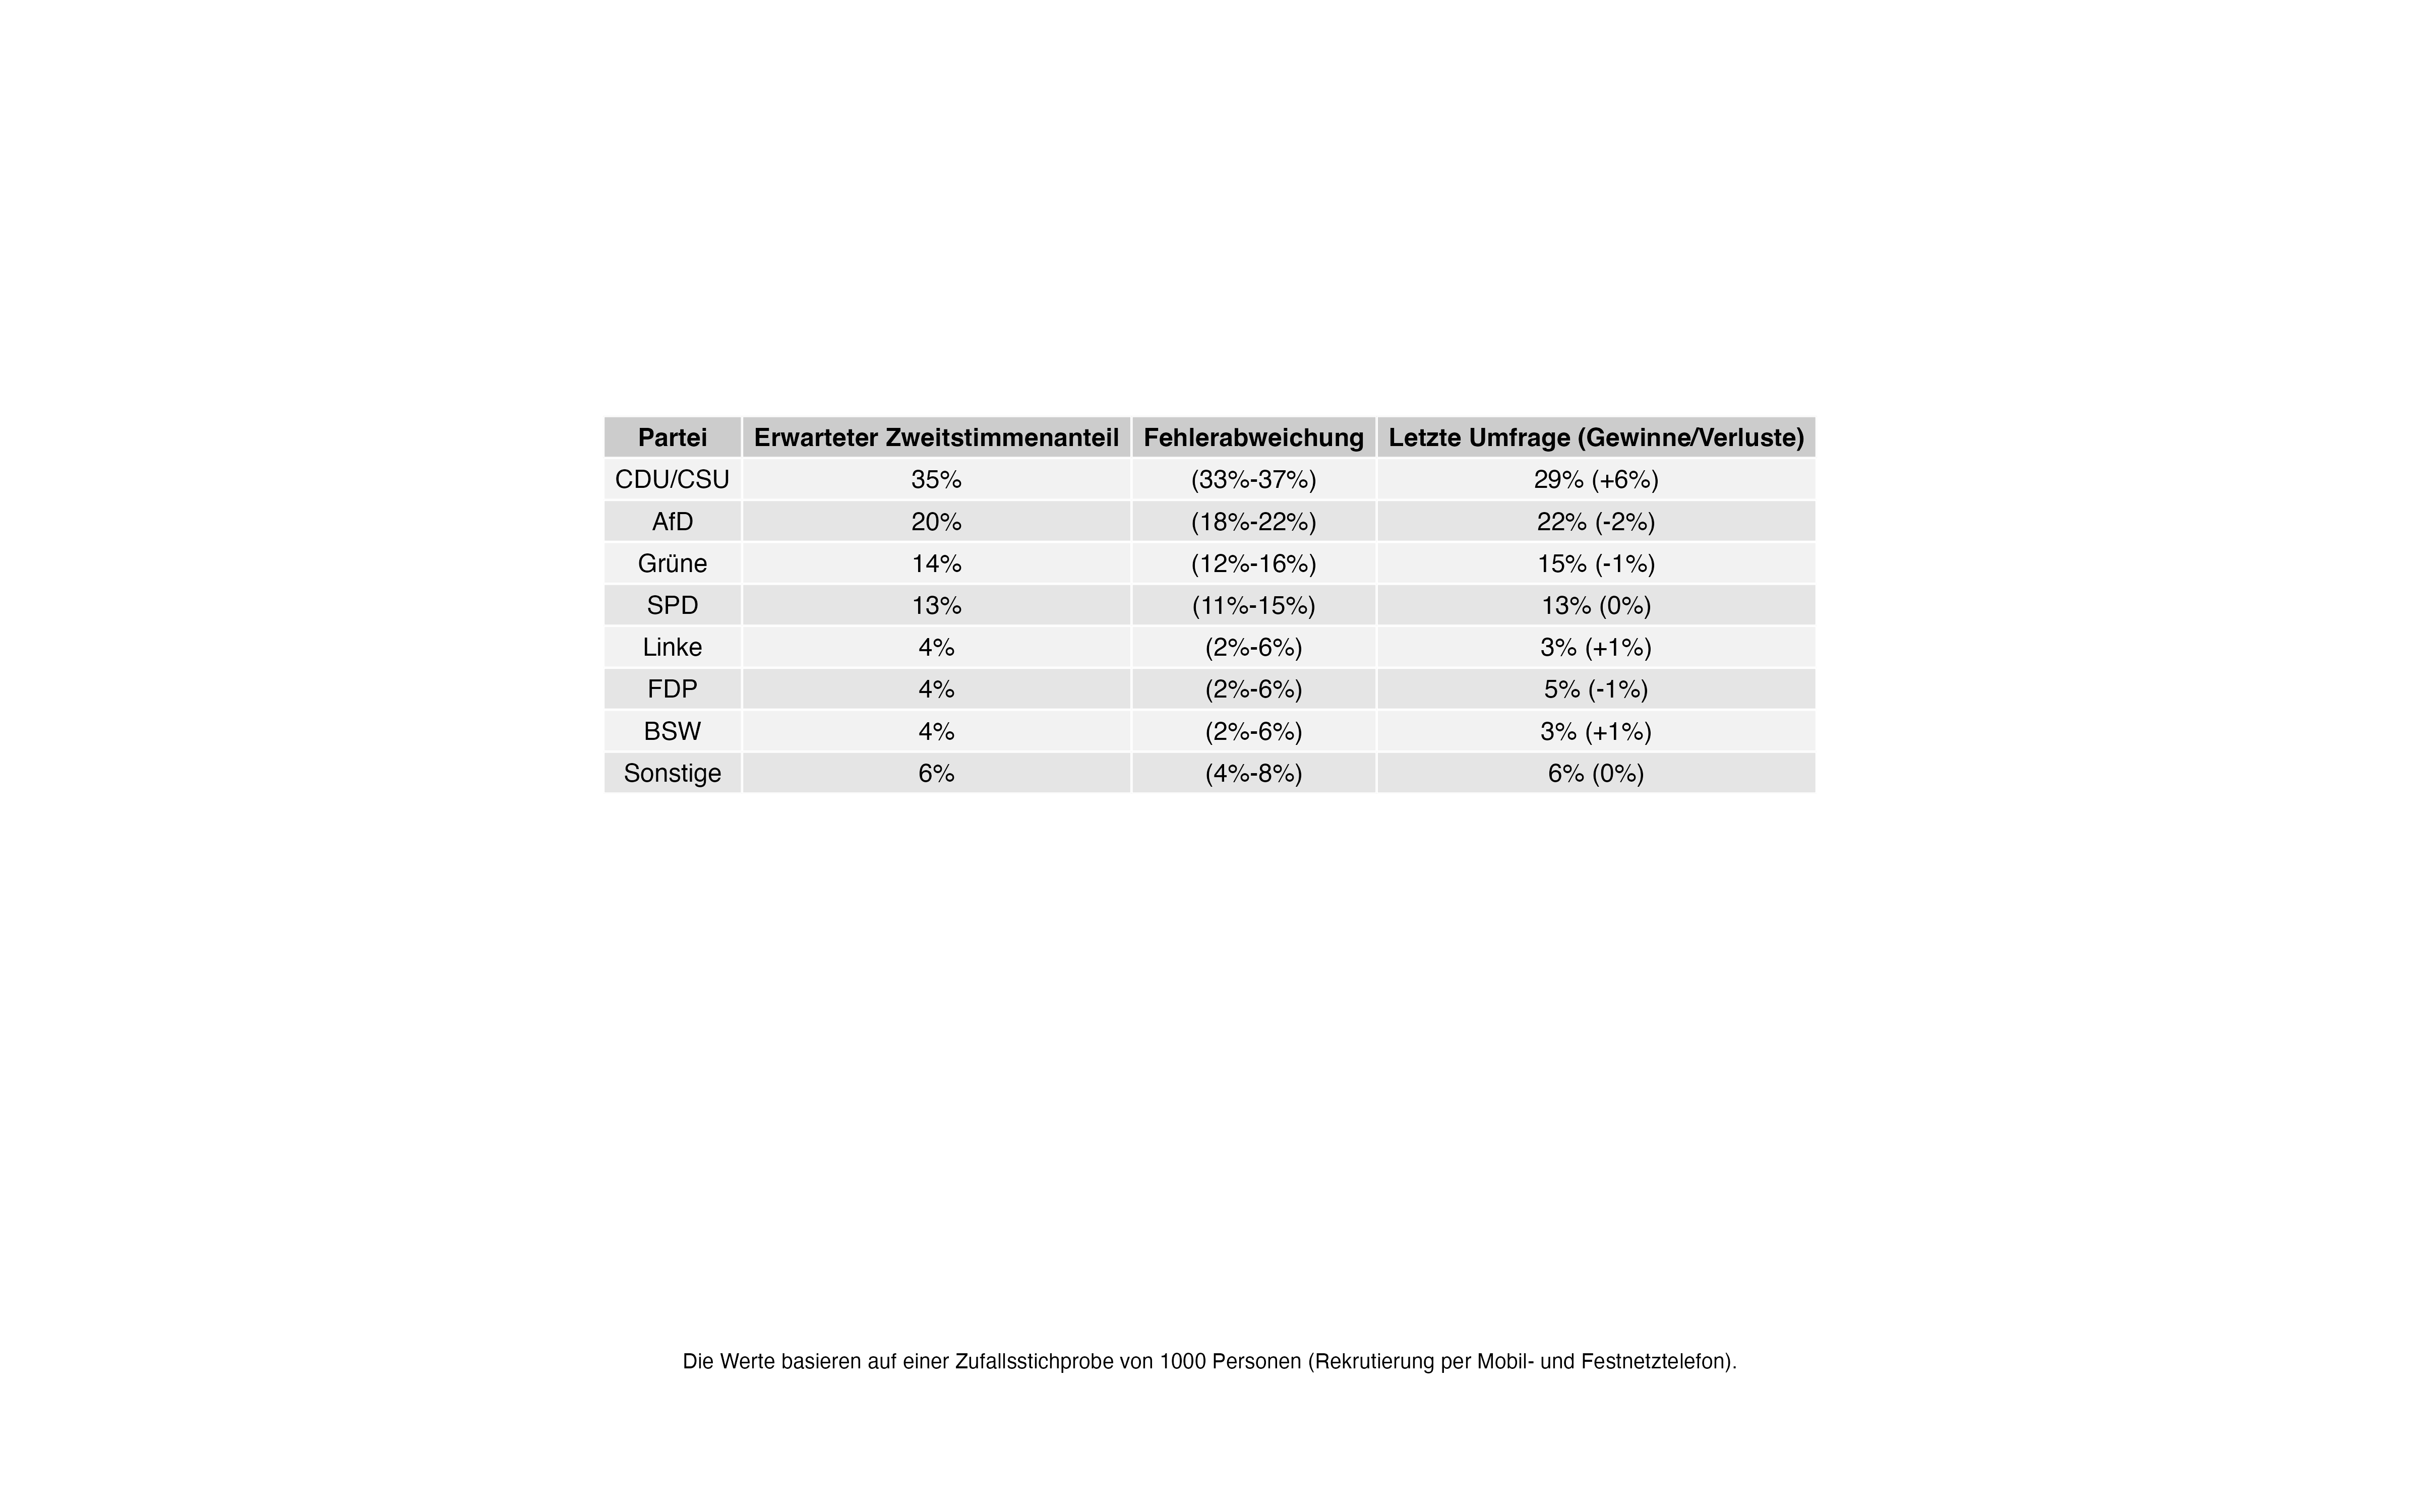 Partei Erwarteter Zweitstimmenanteil Fehlerabweichung Letzte Umfrage (Gewinne/Verluste)
CDU/CSU 35% (33%-37%) 29% (+6%)
AfD 20% (18%-22%) 22% (-2%)
Grüne 14% (12%-16%) 15% (-1%)
SPD 13% (11%-15%) 13% (0%)
Linke 4% (2%-6%) 3% (+1%)
FDP 4% (2%-6%) 5% (-1%)
BSW 4% (2%-6%) 3% (+1%)
Sonstige 6% (4%-8%) 6% (0%)
Die Werte basieren auf einer Zufallsstichprobe von 1000 Personen (Rekrutierung per Mobil- und Festnetztelefon).